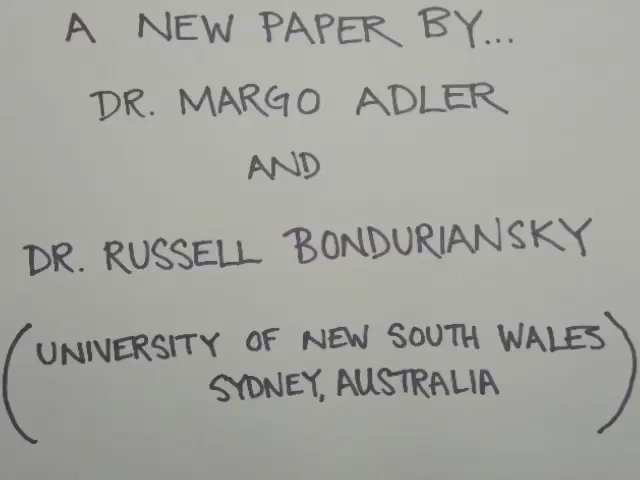 A NEW PAPER BY...
DR. MARGO ADLER
AND
DR. RUSSELL BONDURIANSKY
(UNIVERSITY OF NEW SOUTH WALES
SYDNEY, AUSTRALIA)